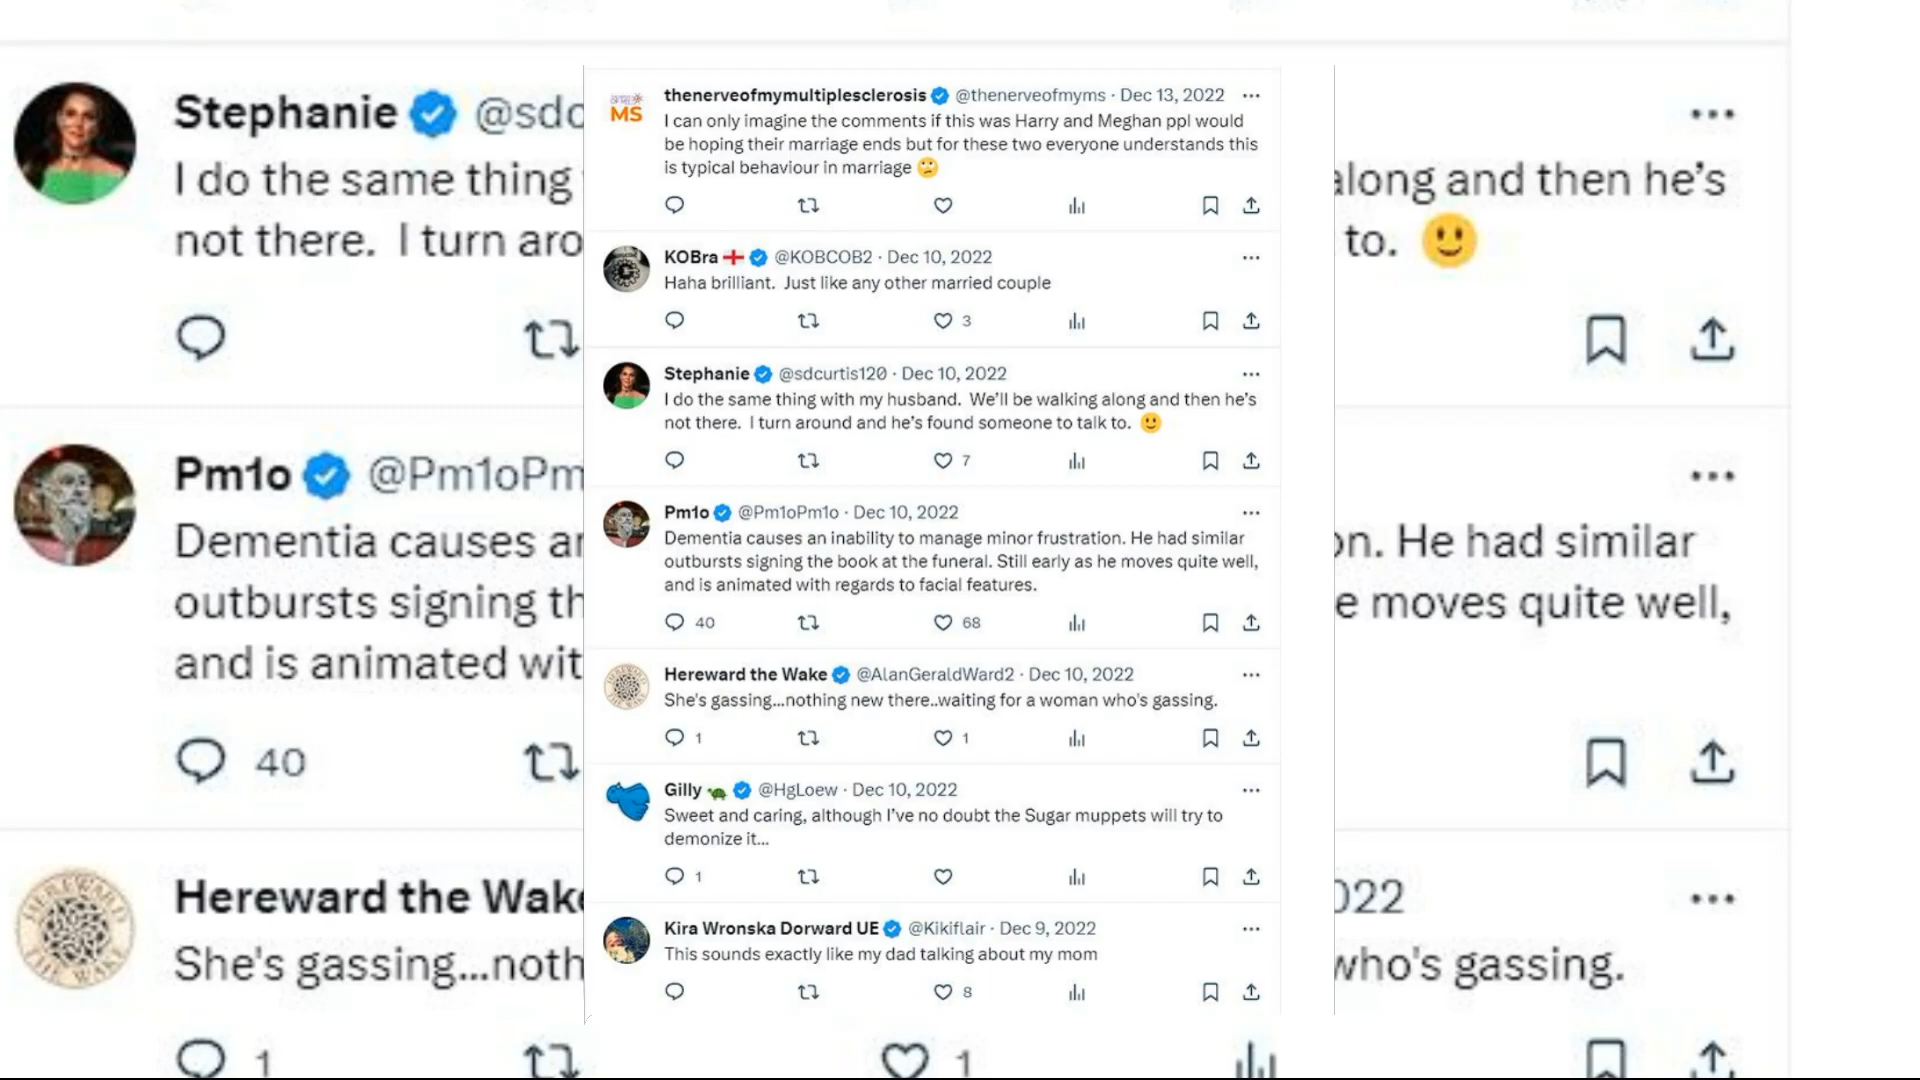 Stephanie @sdc
I do the same thing
not there. I turn aro
Pm1o @Pm1oPm
Dementia causes ar
outbursts signing th
and is animated wit
40
Hereward the Wake
She's gassing...noth
1
MS
thenerveofmymultiplesclerosis @thenerveofmyms · Dec 13, 2022
I can only imagine the comments if this was Harry and Meghan ppl would
be hoping their marriage ends but for these two everyone understands this
is typical behaviour in marriage 🙄
KOBra @KOBCOB2 · Dec 10, 2022
Haha brilliant. Just like any other married couple
3
Stephanie @sdcurtis120 · Dec 10, 2022
I do the same thing with my husband. We'll be walking along and then he's
not there. I turn around and he's found someone to talk to. 🙂
7
Pm1o @Pm1oPm1o · Dec 10, 2022
Dementia causes an inability to manage minor frustration. He had similar
outbursts signing the book at the funeral. Still early as he moves quite well,
and is animated with regards to facial features.
40 68
Hereward the Wake @AlanGeraldWard2 · Dec 10, 2022
She's gassing...nothing new there..waiting for a woman who's gassing.
1 1
Gilly 🐢 @HgLoew · Dec 10, 2022
Sweet and caring, although I've no doubt the Sugar muppets will try to
demonize it...
1
Kira Wronska Dorward UE @Kikiflair · Dec 9, 2022
This sounds exactly like my dad talking about my mom
8
1
along and then he's
to. 🙂
on. He had similar
e moves quite well,
022
who's gassing.